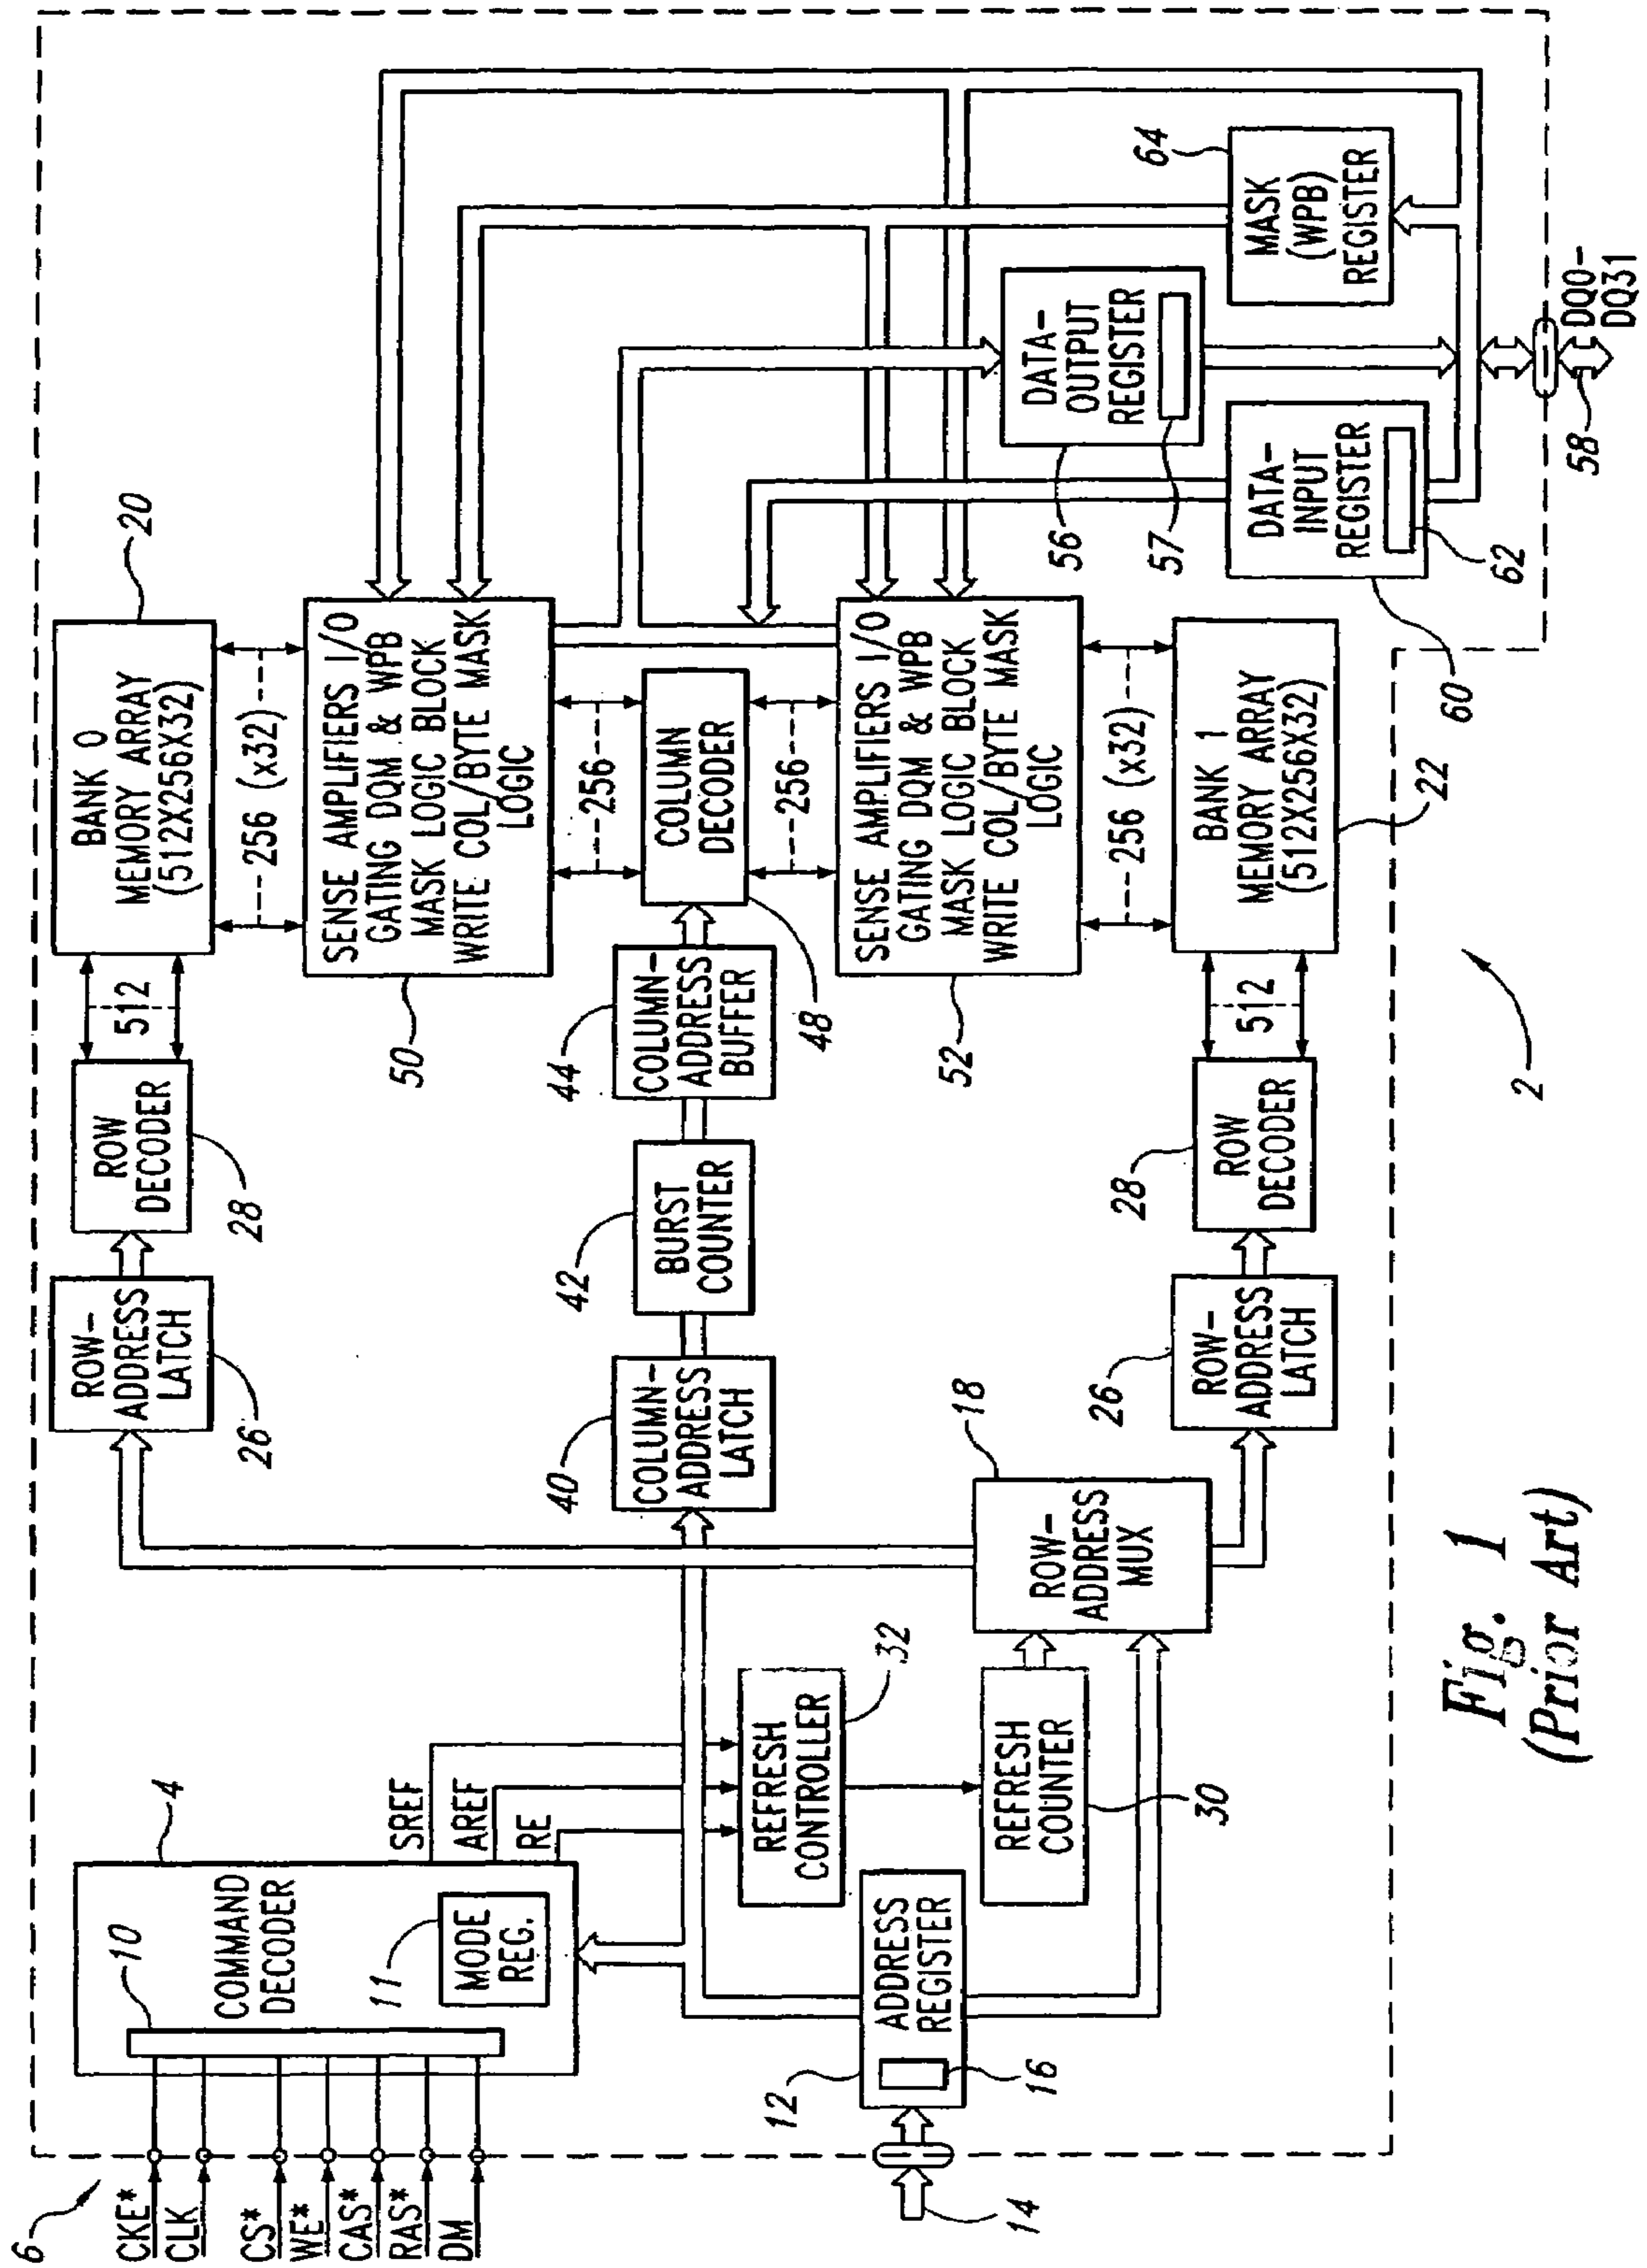 6
CKE*
CLK
CS*
WE*
CAS*
RAS*
DM
10
COMMAND
DECODER
4
11
MODE
REG.
SREF
AREF
RE
14
12
16
ADDRESS
REGISTER
REFRESH
CONTROLLER
32
REFRESH
COUNTER
30
ROW-
ADDRESS
MUX
18
ROW-
ADDRESS
LATCH
26
ROW
DECODER
28
512
BANK 0
MEMORY ARRAY
(512X256X32)
20
256 (x32)
SENSE AMPLIFIERS I/O
GATING DQM & WPB
MASK LOGIC BLOCK
WRITE COL/BYTE MASK
LOGIC
50
256
COLUMN-
ADDRESS
LATCH
40
BURST
COUNTER
42
COLUMN-
ADDRESS
BUFFER
44
COLUMN
DECODER
48
256
SENSE AMPLIFIERS I/O
GATING DQM & WPB
MASK LOGIC BLOCK
WRITE COL/BYTE MASK
LOGIC
52
256 (x32)
ROW-
ADDRESS
LATCH
26
ROW
DECODER
28
512
BANK 1
MEMORY ARRAY
(512X256X32)
22
DATA-
OUTPUT
REGISTER
56
57
DATA-
INPUT
REGISTER
60
62
MASK
(WPB)
REGISTER
64
DQ0-
DQ31
58
2
Fig. 1
(Prior Art)